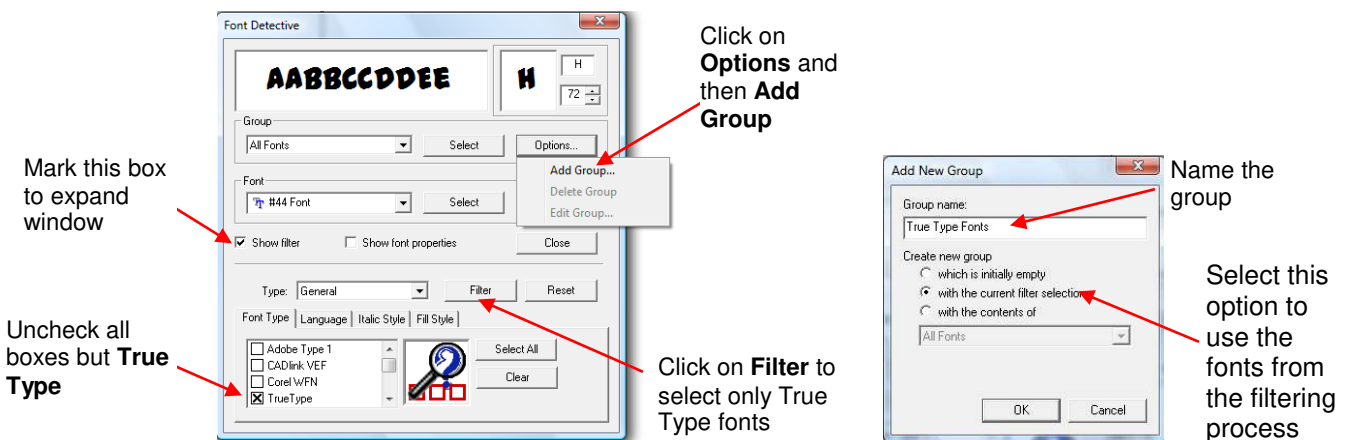 Font Detective
AABBCCDDEE
H
H
72
Group
All Fonts
Select
Options...
Add Group...
Delete Group
Edit Group...
Font
#44 Font
Select
Show filter
Show font properties
Close
Type:
General
Filter
Reset
Font Type
Language
Italic Style
Fill Style
Adobe Type 1
CADlink VEF
Corel WFN
TrueType
Select All
Clear
Mark this box
to expand
window
Uncheck all
boxes but True
Type
Click on
Options and
then Add
Group
Click on Filter to
select only True
Type fonts
Add New Group
Group name:
True Type Fonts
Create new group
which is initially empty
with the current filter selection
with the contents of
All Fonts
OK
Cancel
Name the
group
Select this
option to
use the
fonts from
the filtering
process